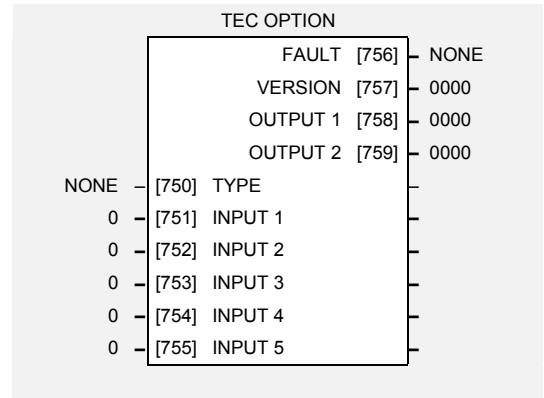 TEC OPTION
FAULT [756] – NONE
VERSION [757] – 0000
OUTPUT 1 [758] – 0000
OUTPUT 2 [759] – 0000
NONE – [750] TYPE –
0 – [751] INPUT 1 –
0 – [752] INPUT 2 –
0 – [753] INPUT 3 –
0 – [754] INPUT 4 –
0 – [755] INPUT 5 –